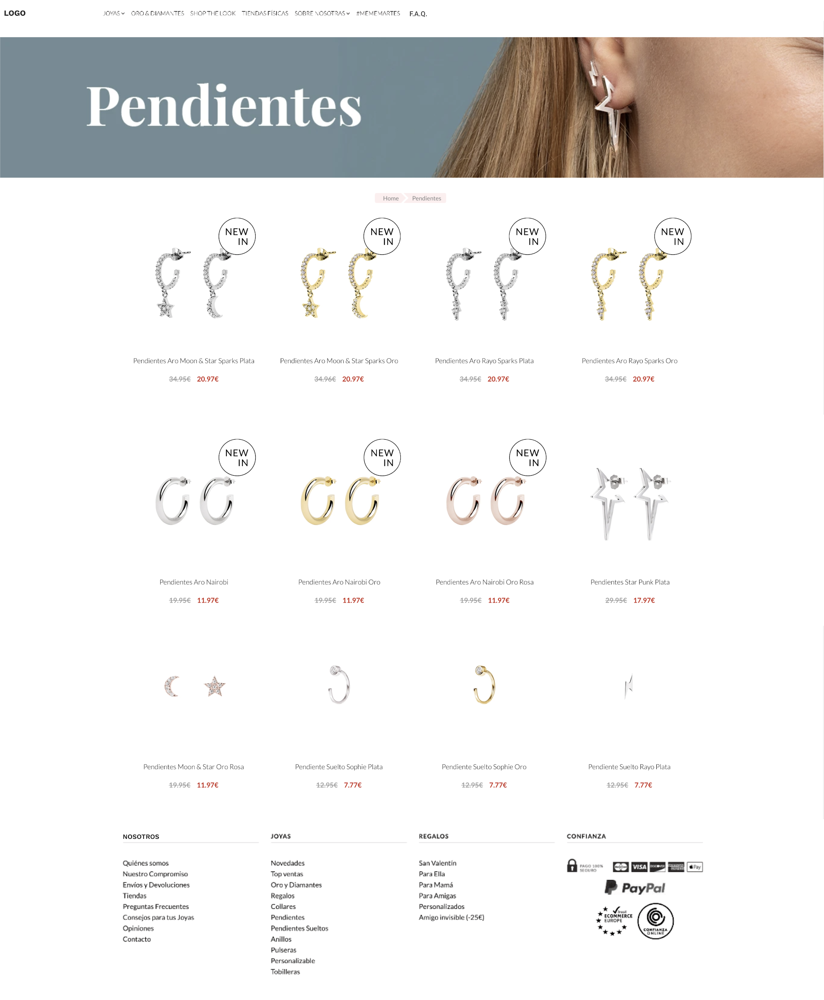 LOGO
JOYAS ORO & DIAMANTES SHOP THE LOOK TIENDAS FÍSICAS SOBRE NOSOTRAS #MEMEMARTES F.A.Q.
Pendientes
Home Pendientes
NEW IN
NEW IN
NEW IN
NEW IN
Pendientes Aro Moon & Star Sparks Plata
34.95€ 20.97€
Pendientes Aro Moon & Star Sparks Oro
34.96€ 20.97€
Pendientes Aro Rayo Sparks Plata
34.95€ 20.97€
Pendientes Aro Rayo Sparks Oro
34.95€ 20.97€
NEW IN
NEW IN
NEW IN
Pendientes Aro Nairobi
19.95€ 11.97€
Pendientes Aro Nairobi Oro
19.95€ 11.97€
Pendientes Aro Nairobi Oro Rosa
19.95€ 11.97€
Pendientes Star Punk Plata
29.95€ 17.97€
Pendientes Moon & Star Oro Rosa
19.95€ 11.97€
Pendiente Suelto Sophie Plata
12.95€ 7.77€
Pendiente Suelto Sophie Oro
12.95€ 7.77€
Pendiente Suelto Rayo Plata
12.95€ 7.77€
NOSOTROS
Quiénes somos
Nuestro Compromiso
Envíos y Devoluciones
Tiendas
Preguntas Frecuentes
Consejos para tus Joyas
Opiniones
Contacto
JOYAS
Novedades
Top ventas
Oro y Diamantes
Regalos
Collares
Pendientes
Pendientes Sueltos
Anillos
Pulseras
Personalizable
Tobilleras
REGALOS
San Valentín
Para Ella
Para Mamá
Para Amigas
Personalizados
Amigo invisible (-25€)
CONFIANZA
PAGO 100%
SEGURO
VISA DISCOVER Pay
PayPal
trust
ECOMMERCE
EUROPE
CONFIANZA
ONLINE